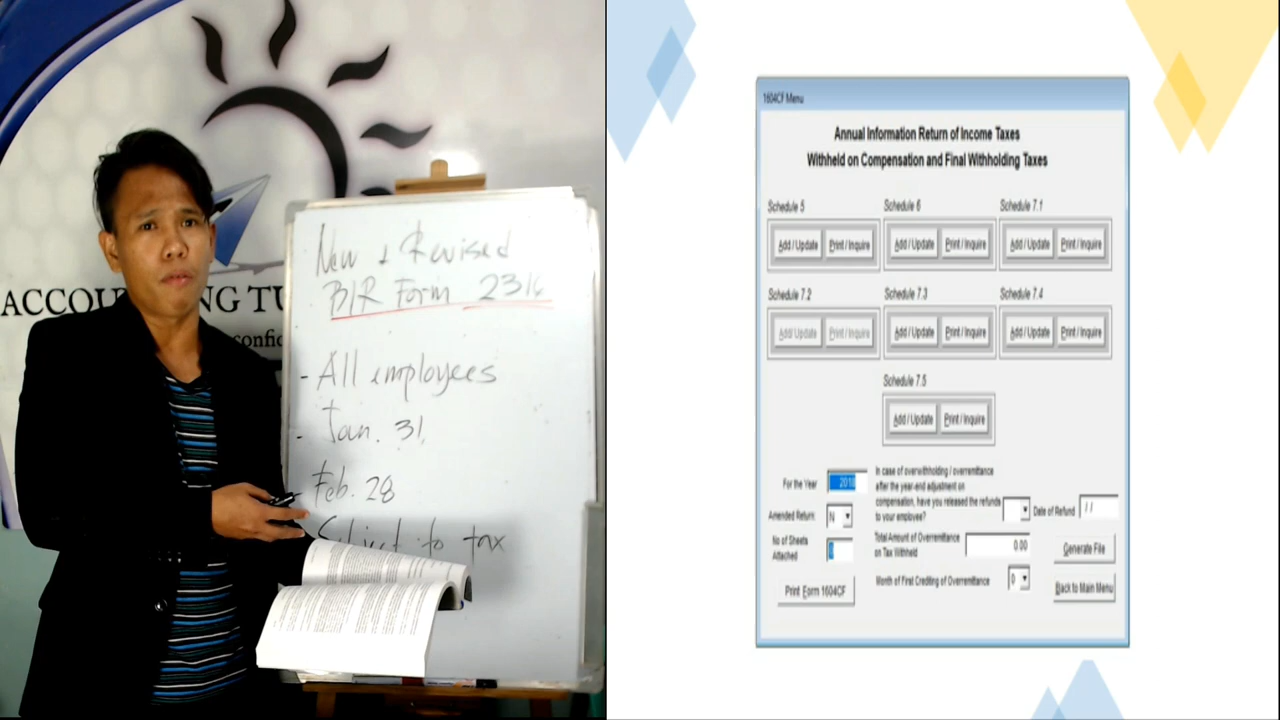 ACCOU
NG TU
confid
New & Revised
BIR Form 2316
- All employees
- Jan. 31
- Feb. 28
Subject to tax
1604CF Menu
Annual Information Return of Income Taxes
Withheld on Compensation and Final Withholding Taxes
Schedule 5 Schedule 6 Schedule 7.1
Add / Update Print / Inquire Add / Update Print / Inquire Add / Update Print / Inquire
Schedule 7.2 Schedule 7.3 Schedule 7.4
Add / Update Print / Inquire Add / Update Print / Inquire Add / Update Print / Inquire
Schedule 7.5
Add / Update Print / Inquire
For the Year 2018
Amended Return: N
No of Sheets
Attached
In case of overwithholding / overremittance
after the year-end adjustment on
compensation, have you released the refunds
to your employee?
Date of Refund / /
Total Amount of Overremittance
on Tax Withheld
0.00
Generate File
Month of First Crediting of Overremittance 0
Print Form 1604CF
Back to Main Menu